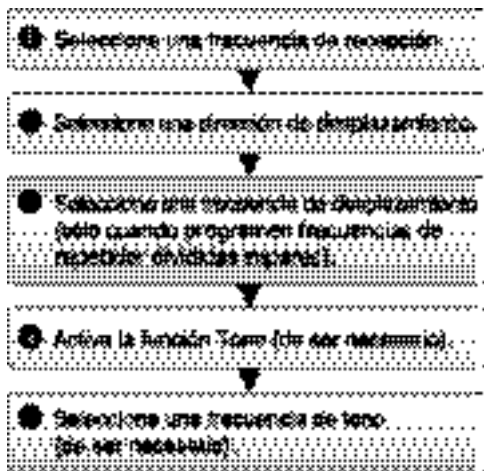 Seleccione una frecuencia de recepción.
Seleccione una dirección de desplazamiento.
Seleccione una frecuencia de desplazamiento
(sólo cuando programen frecuencias de
repetidor divididas impares).
Active la función Tono (de ser necesario).
Seleccione una frecuencia de tono
(de ser necesario).